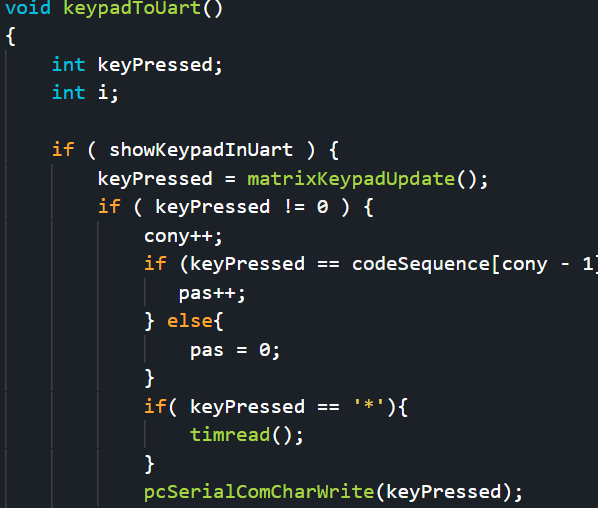 void keypadToUart()
{
int keyPressed;
int i;
if ( showKeypadInUart ) {
keyPressed = matrixKeypadUpdate();
if ( keyPressed != 0 ) {
cony++;
if (keyPressed == codeSequence[cony - 1]
pas++;
} else{
pas = 0;
}
if( keyPressed == '*'){
timread();
}
pcSerialComCharWrite(keyPressed);